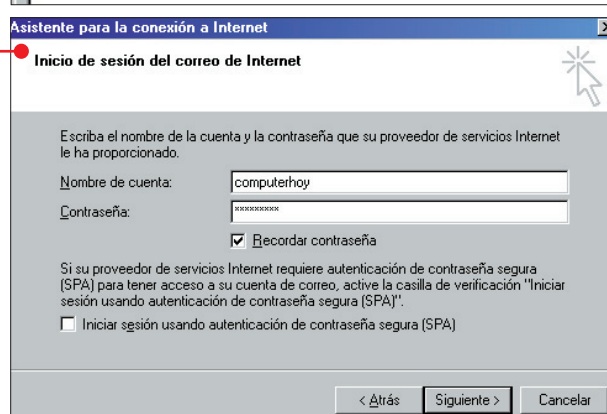 Asistente para la conexión a Internet
Inicio de sesión del correo de Internet
Escriba el nombre de la cuenta y la contraseña que su proveedor de servicios Internet
le ha proporcionado.
Nombre de cuenta: computerhoy
Contraseña: ×××××××××
Recordar contraseña
Si su proveedor de servicios Internet requiere autenticación de contraseña segura
(SPA) para tener acceso a su cuenta de correo, active la casilla de verificación "Iniciar
sesión usando autenticación de contraseña segura (SPA)".
Iniciar sesión usando autenticación de contraseña segura (SPA)
< Atrás Siguiente > Cancelar